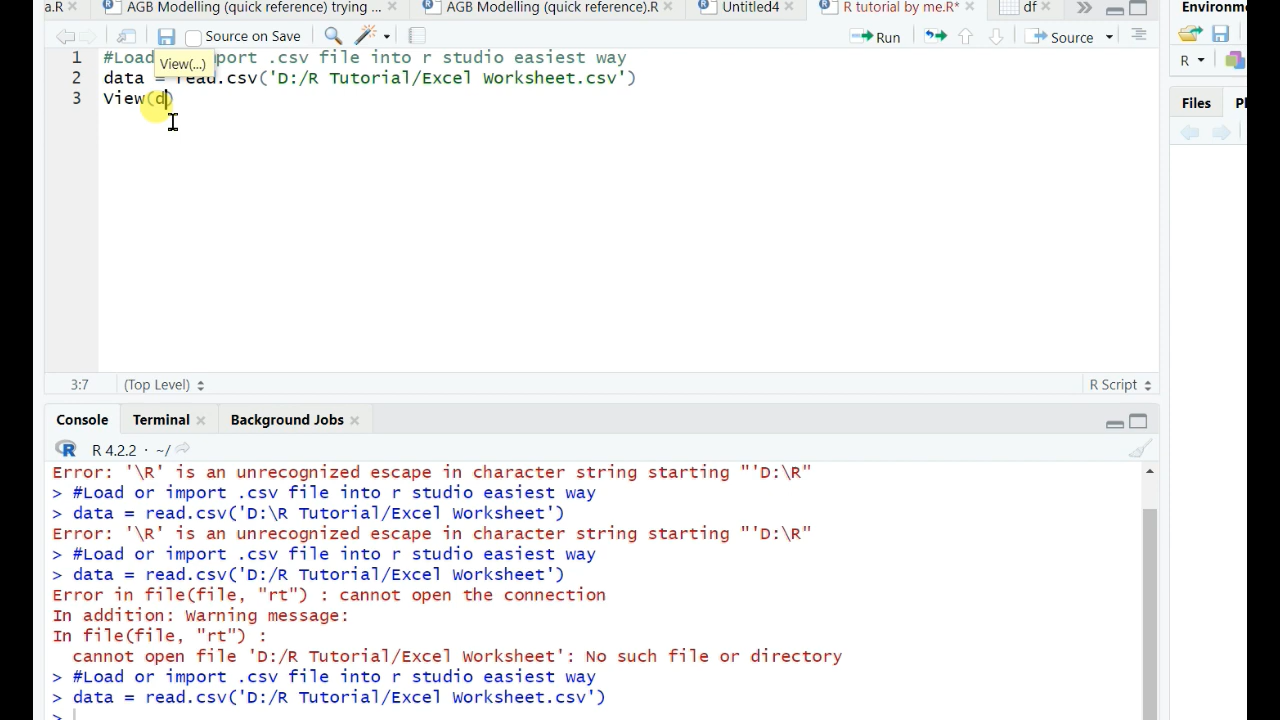 a.R
AGB Modelling (quick reference) trying ...
AGB Modelling (quick reference).R
Untitled4
R tutorial by me.R*
df
Environme
Source on Save
Run
Source
R
1 #Load port .csv file into r studio easiest way
View(...)
2 data = read.csv('D:/R Tutorial/Excel Worksheet.csv')
3 View(d)
Files
3:7 (Top Level)
R Script
Console
Terminal
Background Jobs
R 4.2.2 · ~/
Error: '\R' is an unrecognized escape in character string starting "'D:\R"
> #Load or import .csv file into r studio easiest way
> data = read.csv('D:\R Tutorial/Excel Worksheet')
Error: '\R' is an unrecognized escape in character string starting "'D:\R"
> #Load or import .csv file into r studio easiest way
> data = read.csv('D:/R Tutorial/Excel Worksheet')
Error in file(file, "rt") : cannot open the connection
In addition: Warning message:
In file(file, "rt") :
cannot open file 'D:/R Tutorial/Excel Worksheet': No such file or directory
> #Load or import .csv file into r studio easiest way
> data = read.csv('D:/R Tutorial/Excel Worksheet.csv')
>